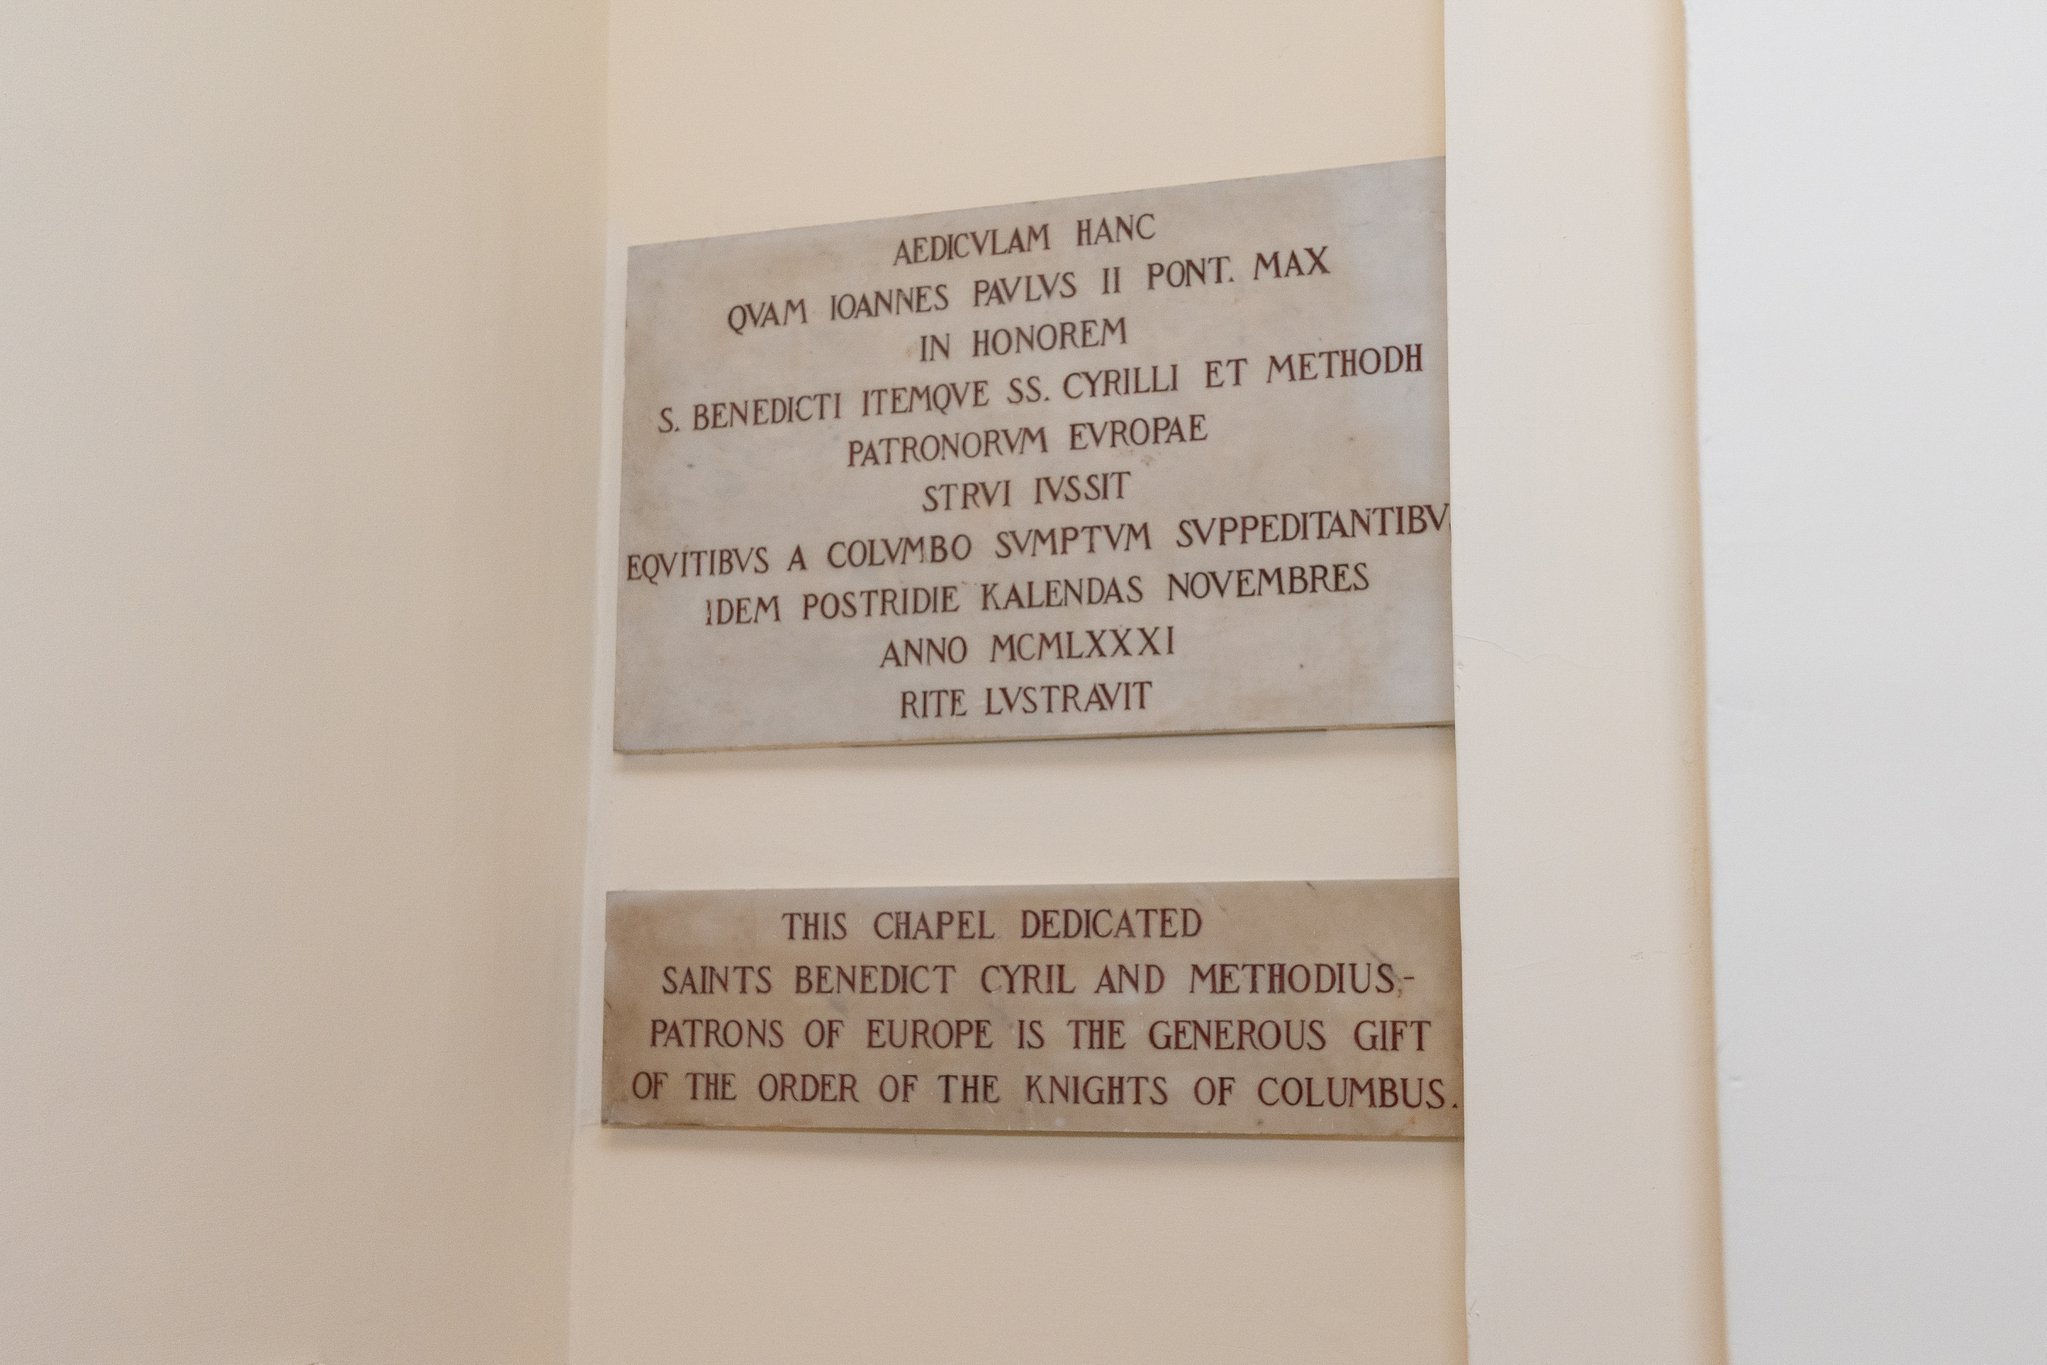 AEDICVLAM HANC
QVAM IOANNES PAVLVS II PONT. MAX
IN HONOREM
S. BENEDICTI ITEMQVE SS. CYRILLI ET METHODII
PATRONORVM EVROPAE
STRVI IVSSIT
EQVITIBVS A COLVMBO SVMPTVM SVPPEDITANTIBV
IDEM POSTRIDIE KALENDAS NOVEMBRES
ANNO MCMLXXXI
RITE LVSTRAVIT
THIS CHAPEL DEDICATED
SAINTS BENEDICT CYRIL AND METHODIUS,-
PATRONS OF EUROPE IS THE GENEROUS GIFT
OF THE ORDER OF THE KNIGHTS OF COLUMBUS.